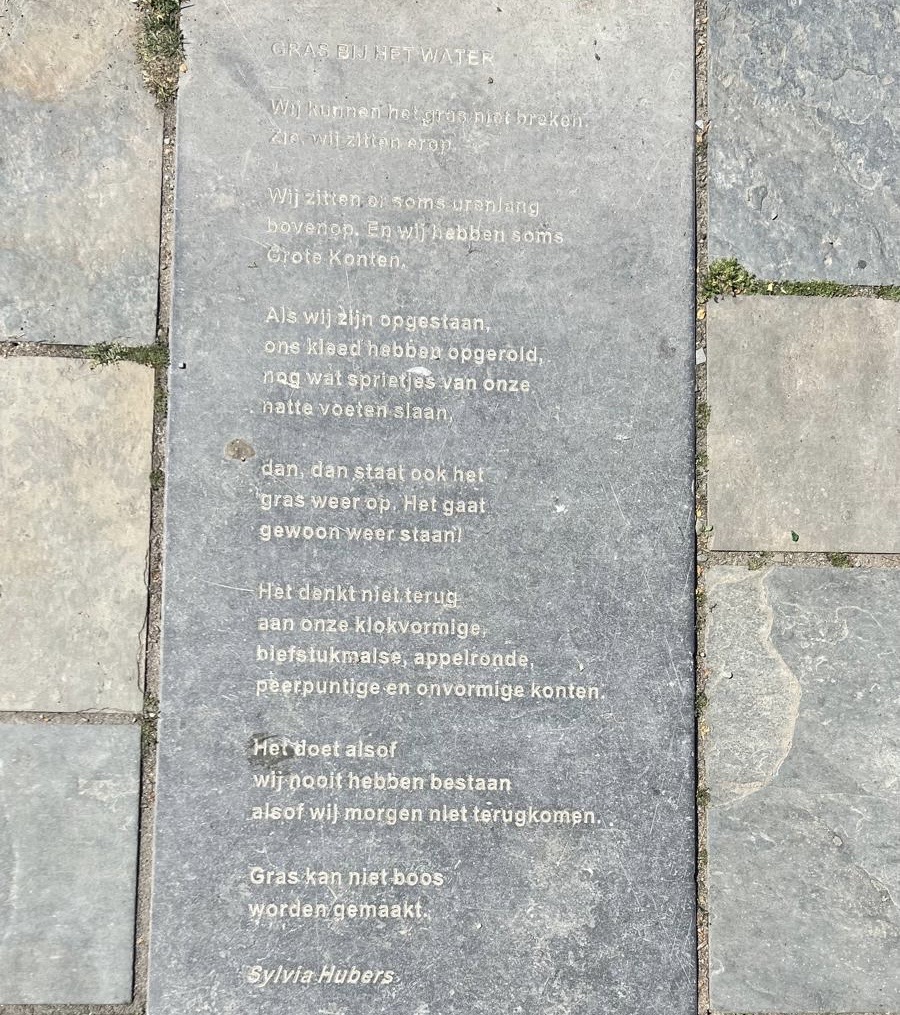 GRAS BIJ HET WATER
Wij kunnen het gras niet breken.
Zie, wij zitten erop.
Wij zitten er soms urenlang
bovenop. En wij hebben soms
Grote Konten.
Als wij zijn opgestaan,
ons kleed hebben opgerold,
nog wat sprietjes van onze
natte voeten slaan,
dan, dan staat ook het
gras weer op. Het gaat
gewoon weer staan!
Het denkt niet terug
aan onze klokvormige,
biefstukmalse, appelronde,
peerpuntige en onvormige konten.
Het doet alsof
wij nooit hebben bestaan
alsof wij morgen niet terugkomen.
Gras kan niet boos
worden gemaakt.
Sylvia Hubers